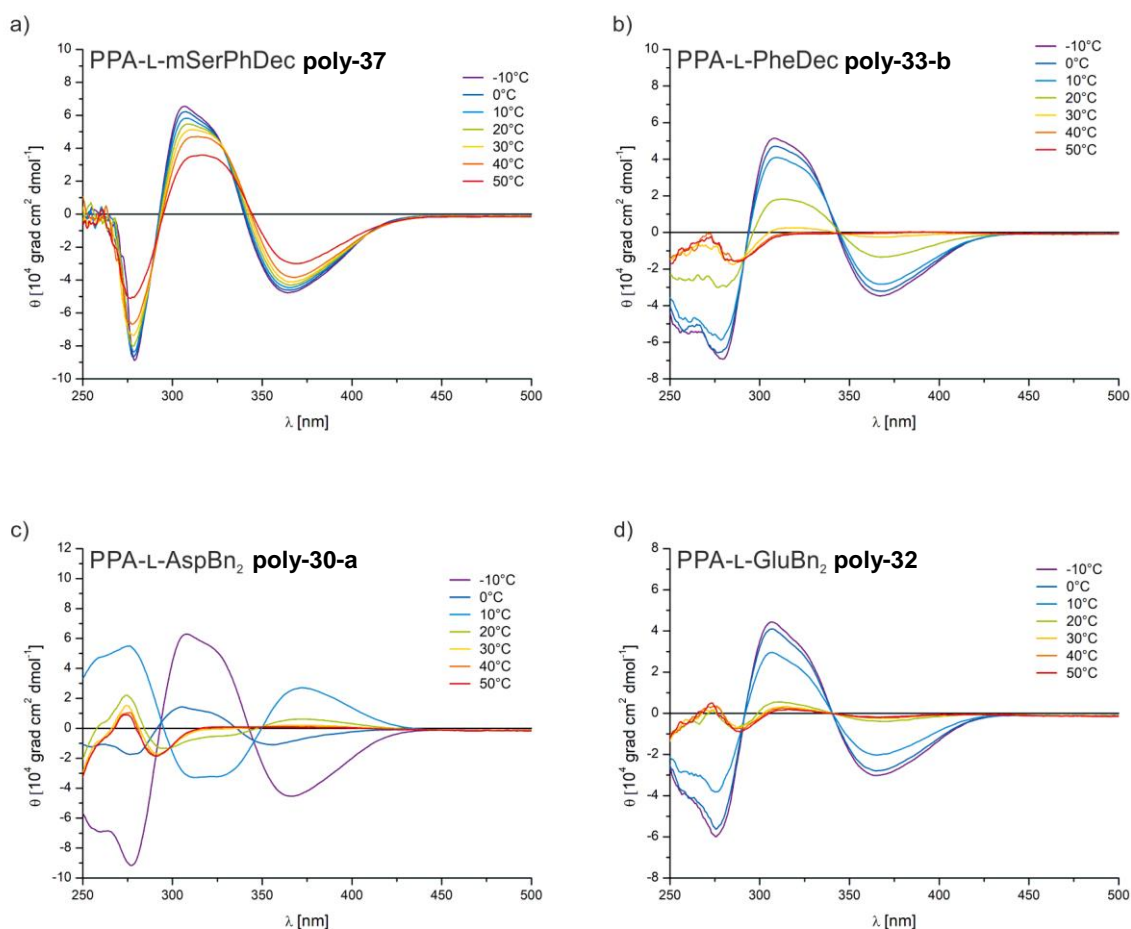 a)
PPA-L-mSerPhDec poly-37
-10°C
0°C
10°C
20°C
30°C
40°C
50°C
10
8
6
4
2
0
-2
-4
-6
-8
-10
θ [10⁴ grad cm² dmol⁻¹]
250 300 350 400 450 500
λ [nm]
b)
PPA-L-PheDec poly-33-b
-10°C
0°C
10°C
20°C
30°C
40°C
50°C
10
8
6
4
2
0
-2
-4
-6
-8
θ [10⁴ grad cm² dmol⁻¹]
250 300 350 400 450 500
λ [nm]
c)
PPA-L-AspBn₂ poly-30-a
-10°C
0°C
10°C
20°C
30°C
40°C
50°C
12
10
8
6
4
2
0
-2
-4
-6
-8
-10
θ [10⁴ grad cm² dmol⁻¹]
250 300 350 400 450 500
λ [nm]
d)
PPA-L-GluBn₂ poly-32
-10°C
0°C
10°C
20°C
30°C
40°C
50°C
8
6
4
2
0
-2
-4
-6
-8
θ [10⁴ grad cm² dmol⁻¹]
250 300 350 400 450 500
λ [nm]